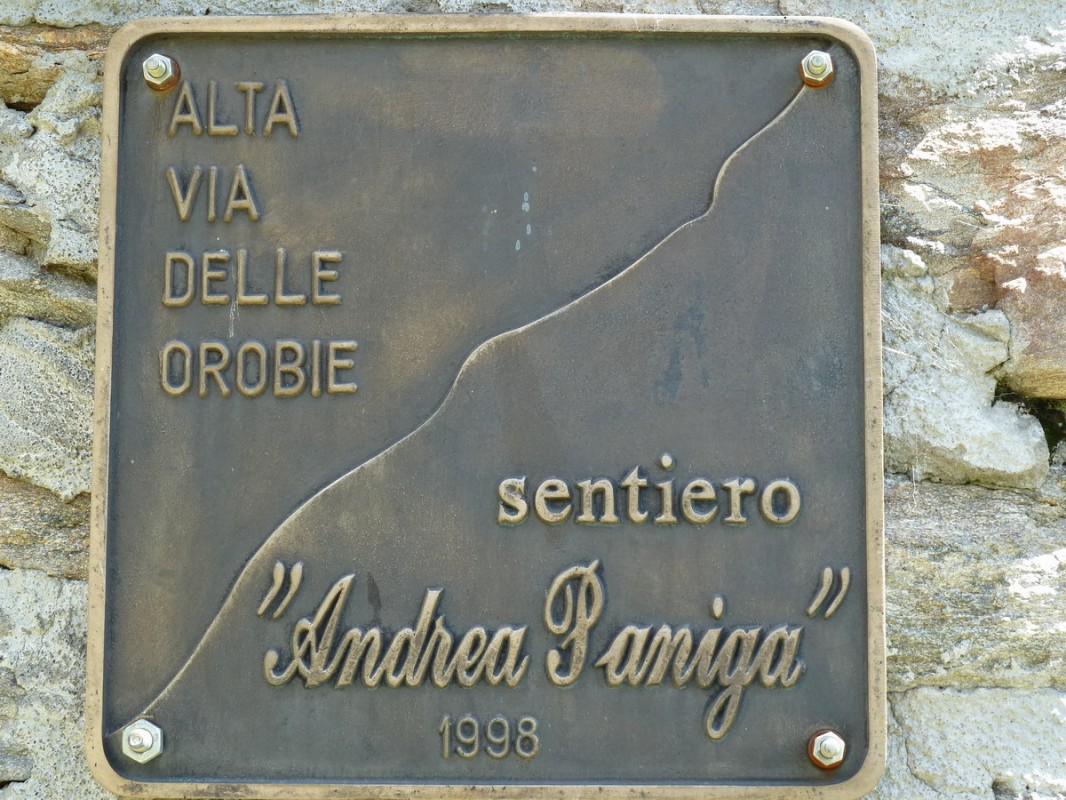 ALTA
VIA
DELLE
OROBIE
sentiero
"Andrea Paniga"
1998